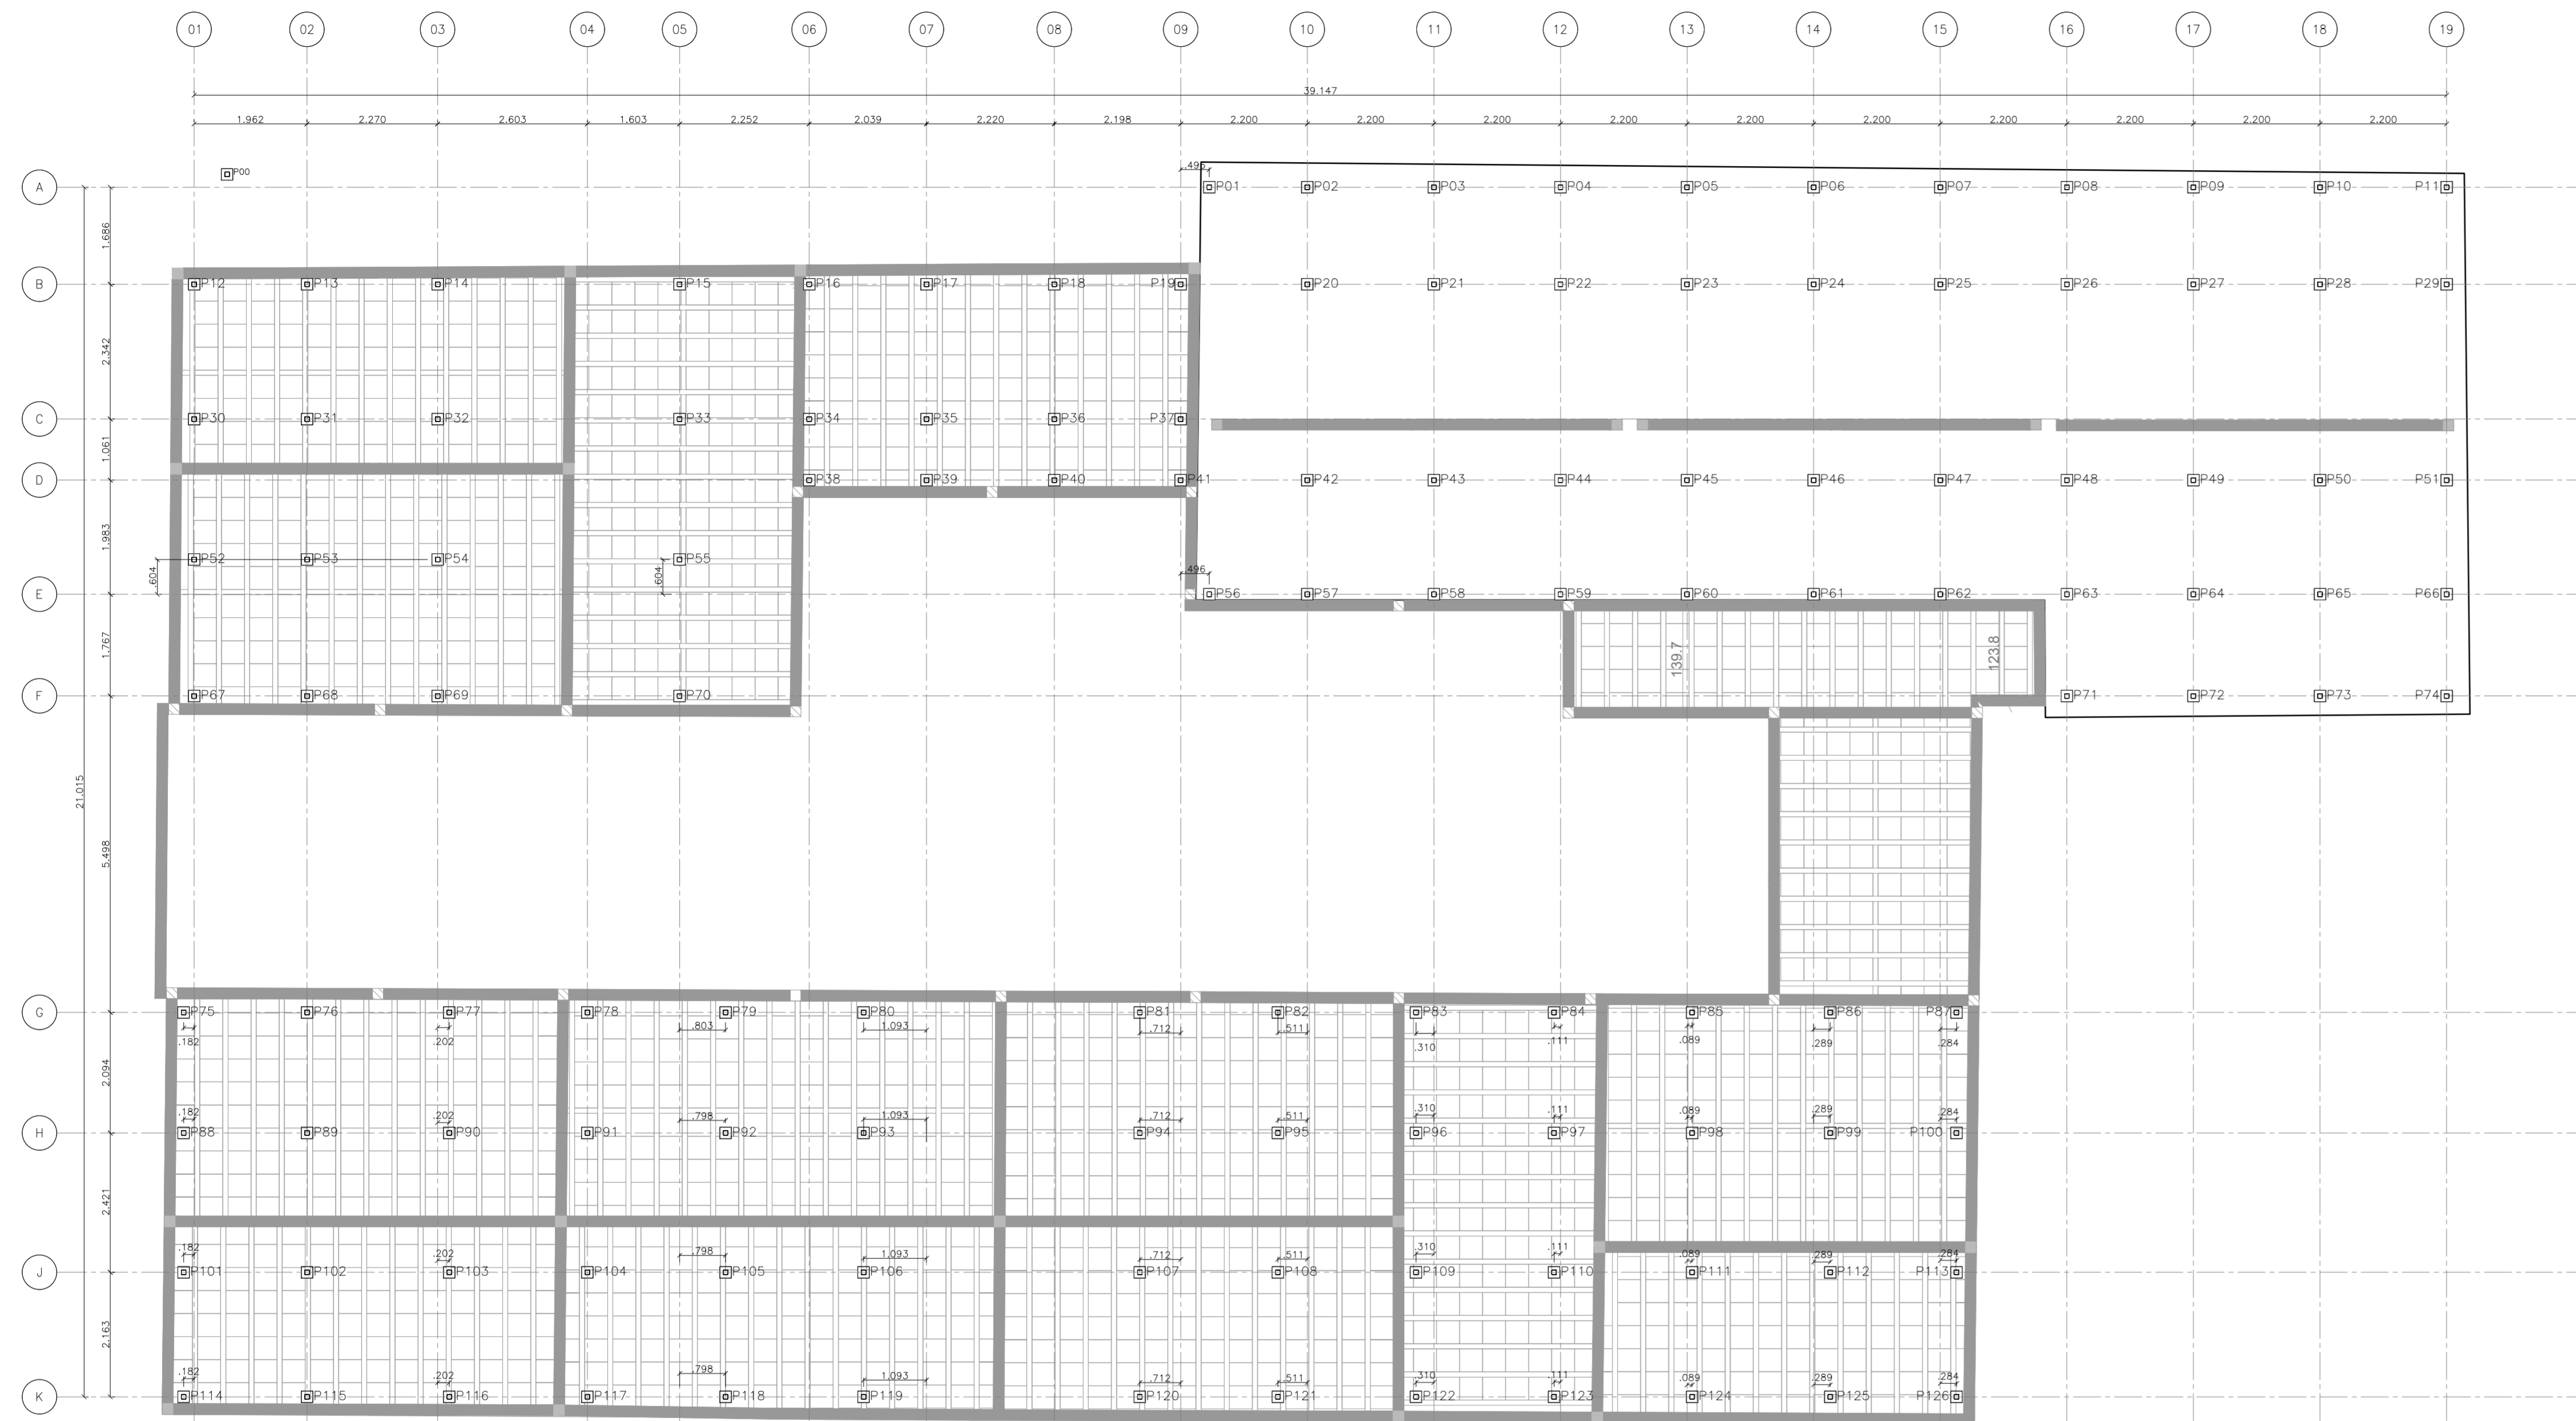 01 02 03 04 05 06 07 08 09 10 11 12 13 14 15 16 17 18 19
39.147
1.962 2.270 2.603 1.603 2.252 2.039 2.220 2.198 2.200 2.200 2.200 2.200 2.200 2.200 2.200 2.200 2.200 2.200
P00 .496
A P01 P02 P03 P04 P05 P06 P07 P08 P09 P10 P11
1.686
B P12 P13 P14 P15 P16 P17 P18 P19 P20 P21 P22 P23 P24 P25 P26 P27 P28 P29
2.342
C P30 P31 P32 P33 P34 P35 P36 P37
1.061
D P38 P39 P40 P41 P42 P43 P44 P45 P46 P47 P48 P49 P50 P51
1.983
P52 P53 P54 P55
.604 .604 .496
E P56 P57 P58 P59 P60 P61 P62 P63 P64 P65 P66
1.767 139.7 123.8
F P67 P68 P69 P70 P71 P72 P73 P74
21.015
5.498
G P75 P76 P77 P78 P79 P80 P81 P82 P83 P84 P85 P86 P87
.182 .202 .803 1.093 .712 .511 .310 .111 .089 .289 .284
2.094
.182 .202 .798 1.093 .712 .511 .310 .111 .089 .289 .284
H P88 P89 P90 P91 P92 P93 P94 P95 P96 P97 P98 P99 P100
2.421
.182 .202 .798 1.093 .712 .511 .310 .111 .089 .289 .284
J P101 P102 P103 P104 P105 P106 P107 P108 P109 P110 P111 P112 P113
2.163
.182 .202 .798 1.093 .712 .511 .310 .111 .089 .289 .284
K P114 P115 P116 P117 P118 P119 P120 P121 P122 P123 P124 P125 P126